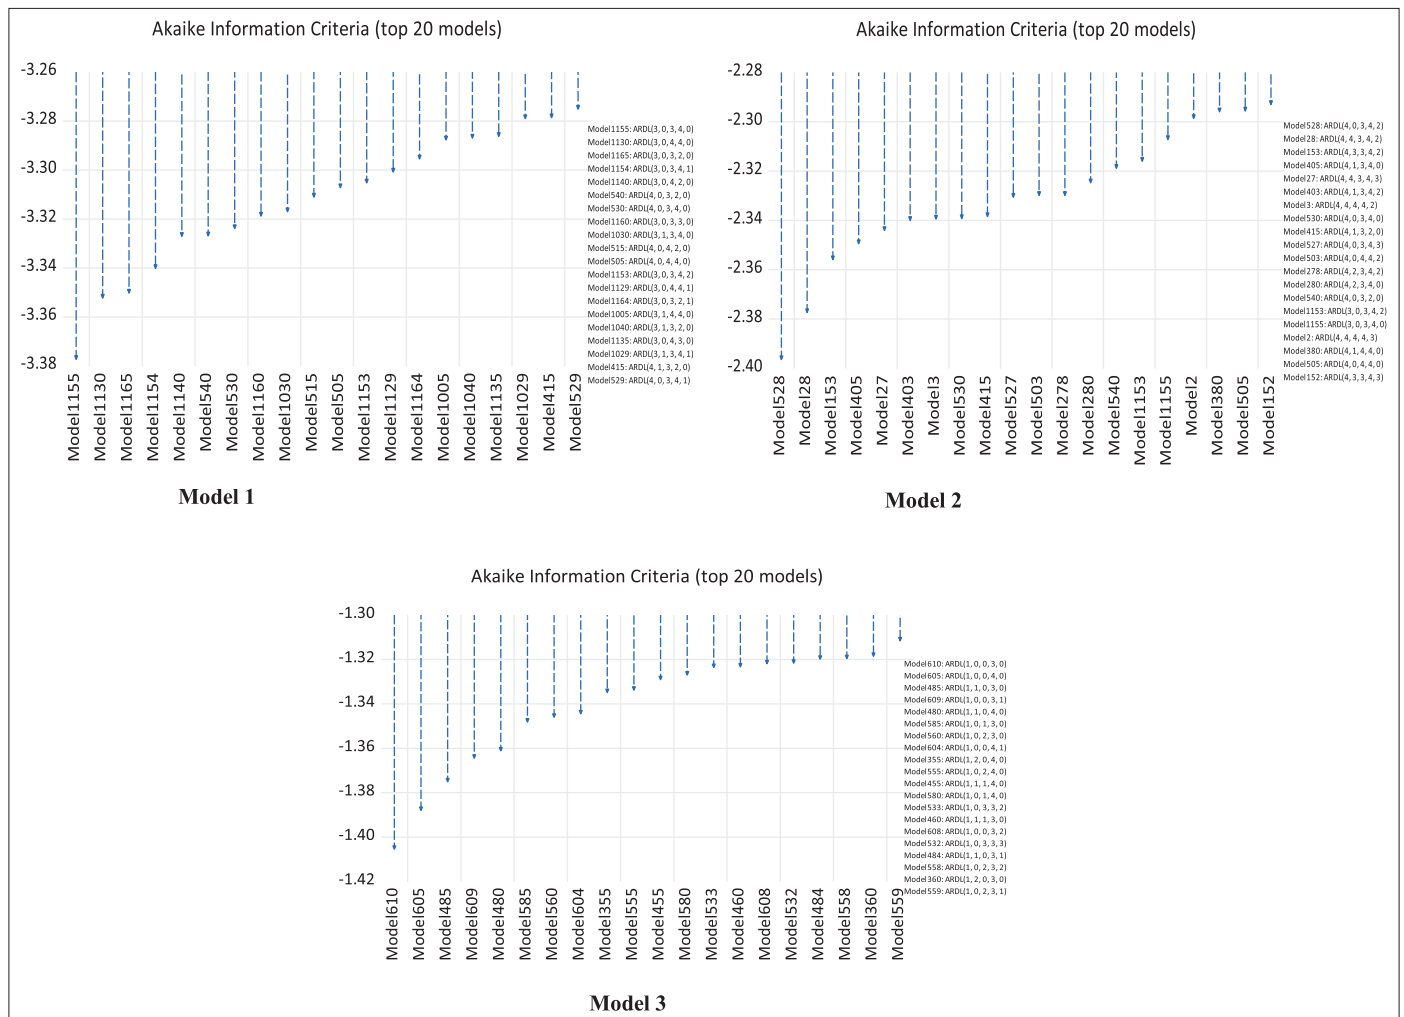 Akaike Information Criteria (top 20 models)
-3.26
-3.28
-3.30
-3.32
-3.34
-3.36
-3.38
Model1155
Model1130
Model1165
Model1154
Model1140
Model540
Model530
Model1160
Model1030
Model515
Model505
Model1153
Model1129
Model1164
Model1005
Model1040
Model1135
Model1029
Model415
Model529
Model1155: ARDL(3, 0, 3, 4, 0)
Model1130: ARDL(3, 0, 4, 4, 0)
Model1165: ARDL(3, 0, 3, 2, 0)
Model1154: ARDL(3, 0, 3, 4, 1)
Model1140: ARDL(3, 0, 4, 2, 0)
Model540: ARDL(4, 0, 3, 2, 0)
Model530: ARDL(4, 0, 3, 4, 0)
Model1160: ARDL(3, 0, 3, 3, 0)
Model1030: ARDL(3, 1, 3, 4, 0)
Model515: ARDL(4, 0, 4, 2, 0)
Model505: ARDL(4, 0, 4, 4, 0)
Model1153: ARDL(3, 0, 3, 4, 2)
Model1129: ARDL(3, 0, 4, 4, 1)
Model1164: ARDL(3, 0, 3, 2, 1)
Model1005: ARDL(3, 1, 4, 4, 0)
Model1040: ARDL(3, 1, 3, 2, 0)
Model1135: ARDL(3, 0, 4, 3, 0)
Model1029: ARDL(3, 1, 3, 4, 1)
Model415: ARDL(4, 1, 3, 2, 0)
Model529: ARDL(4, 0, 3, 4, 1)
Model 1
Akaike Information Criteria (top 20 models)
-2.28
-2.30
-2.32
-2.34
-2.36
-2.38
-2.40
Model528
Model28
Model153
Model405
Model27
Model403
Model3
Model530
Model415
Model527
Model503
Model278
Model280
Model540
Model1153
Model1155
Model2
Model380
Model505
Model152
Model528: ARDL(4, 0, 3, 4, 2)
Model28: ARDL(4, 4, 3, 4, 2)
Model153: ARDL(4, 3, 3, 4, 2)
Model405: ARDL(4, 1, 3, 4, 0)
Model27: ARDL(4, 4, 3, 4, 3)
Model403: ARDL(4, 1, 3, 4, 2)
Model3: ARDL(4, 4, 4, 4, 2)
Model530: ARDL(4, 0, 3, 4, 0)
Model415: ARDL(4, 1, 3, 2, 0)
Model527: ARDL(4, 0, 3, 4, 3)
Model503: ARDL(4, 0, 4, 4, 2)
Model278: ARDL(4, 2, 3, 4, 2)
Model280: ARDL(4, 2, 3, 4, 0)
Model540: ARDL(4, 0, 3, 2, 0)
Model1153: ARDL(3, 0, 3, 4, 2)
Model1155: ARDL(3, 0, 3, 4, 0)
Model2: ARDL(4, 4, 4, 4, 3)
Model380: ARDL(4, 1, 4, 4, 0)
Model505: ARDL(4, 0, 4, 4, 0)
Model152: ARDL(4, 3, 3, 4, 3)
Model 2
Akaike Information Criteria (top 20 models)
-1.30
-1.32
-1.34
-1.36
-1.38
-1.40
-1.42
Model610
Model605
Model485
Model609
Model480
Model585
Model560
Model604
Model355
Model555
Model455
Model580
Model533
Model460
Model608
Model532
Model484
Model558
Model360
Model559
Model610: ARDL(1, 0, 0, 3, 0)
Model605: ARDL(1, 0, 0, 4, 0)
Model485: ARDL(1, 1, 0, 3, 0)
Model609: ARDL(1, 0, 0, 3, 1)
Model480: ARDL(1, 1, 0, 4, 0)
Model585: ARDL(1, 0, 1, 3, 0)
Model560: ARDL(1, 0, 2, 3, 0)
Model604: ARDL(1, 0, 0, 4, 1)
Model355: ARDL(1, 2, 0, 4, 0)
Model555: ARDL(1, 0, 2, 4, 0)
Model455: ARDL(1, 1, 1, 4, 0)
Model580: ARDL(1, 0, 1, 4, 0)
Model533: ARDL(1, 0, 3, 3, 2)
Model460: ARDL(1, 1, 1, 3, 0)
Model608: ARDL(1, 0, 0, 3, 2)
Model532: ARDL(1, 0, 3, 3, 3)
Model484: ARDL(1, 1, 0, 3, 1)
Model558: ARDL(1, 0, 2, 3, 2)
Model360: ARDL(1, 2, 0, 3, 0)
Model559: ARDL(1, 0, 2, 3, 1)
Model 3